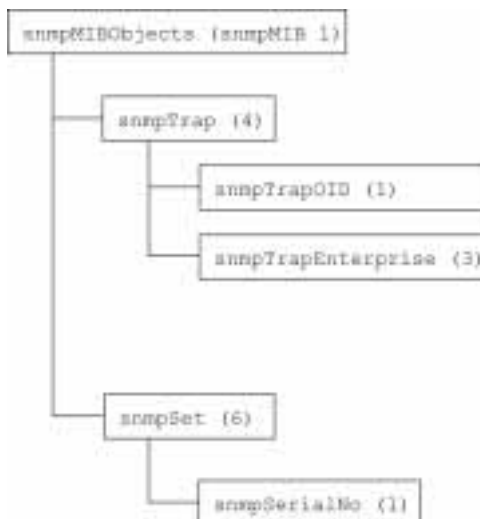 snmpMIBObjects (snmpMIB 1)
snmpTrap (4)
snmpTrapOID (1)
snmpTrapEnterprise (3)
snmpSet (6)
snmpSerialNo (1)